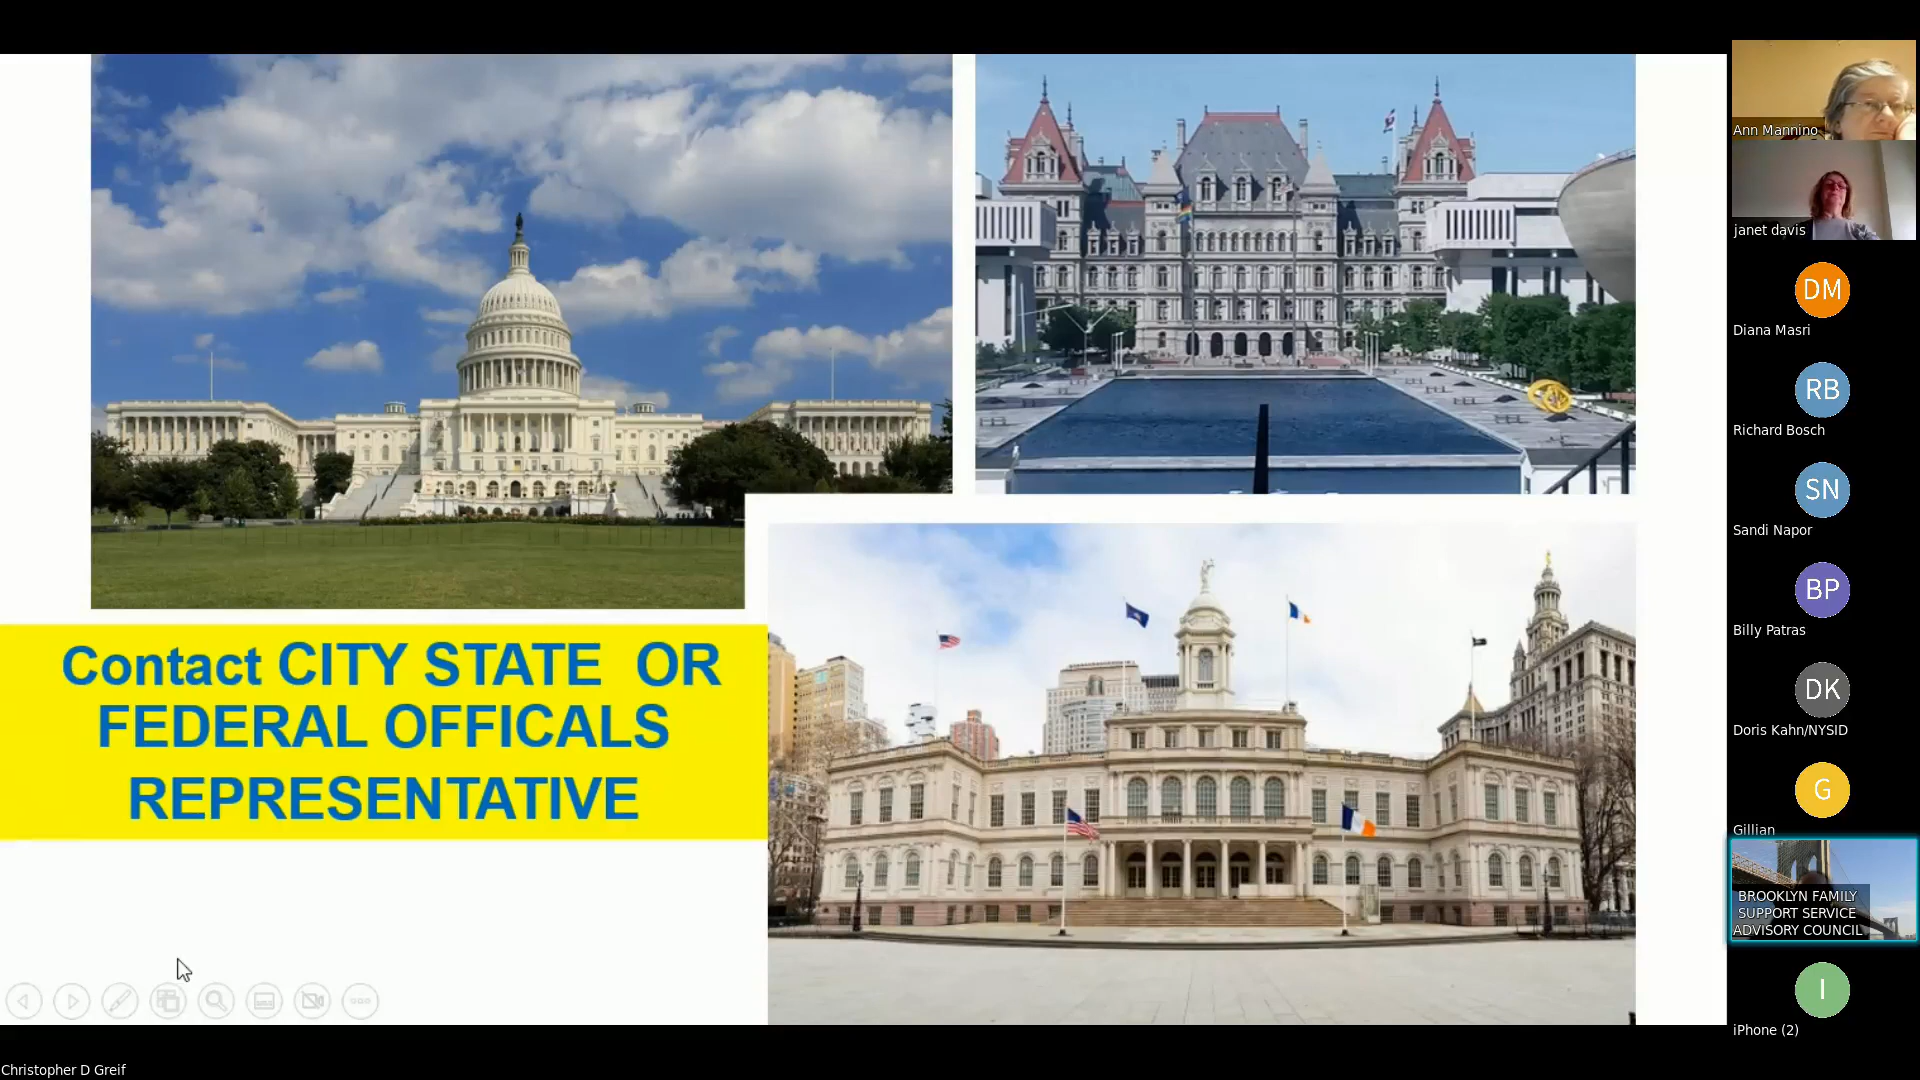 Contact CITY STATE OR
FEDERAL OFFICALS
REPRESENTATIVE
Ann Mannino
janet davis
DM
Diana Masri
RB
Richard Bosch
SN
Sandi Napor
BP
Billy Patras
DK
Doris Kahn/NYSID
G
Gillian
BROOKLYN FAMILY
SUPPORT SERVICE
ADVISORY COUNCIL
I
iPhone (2)
Christopher D Greif